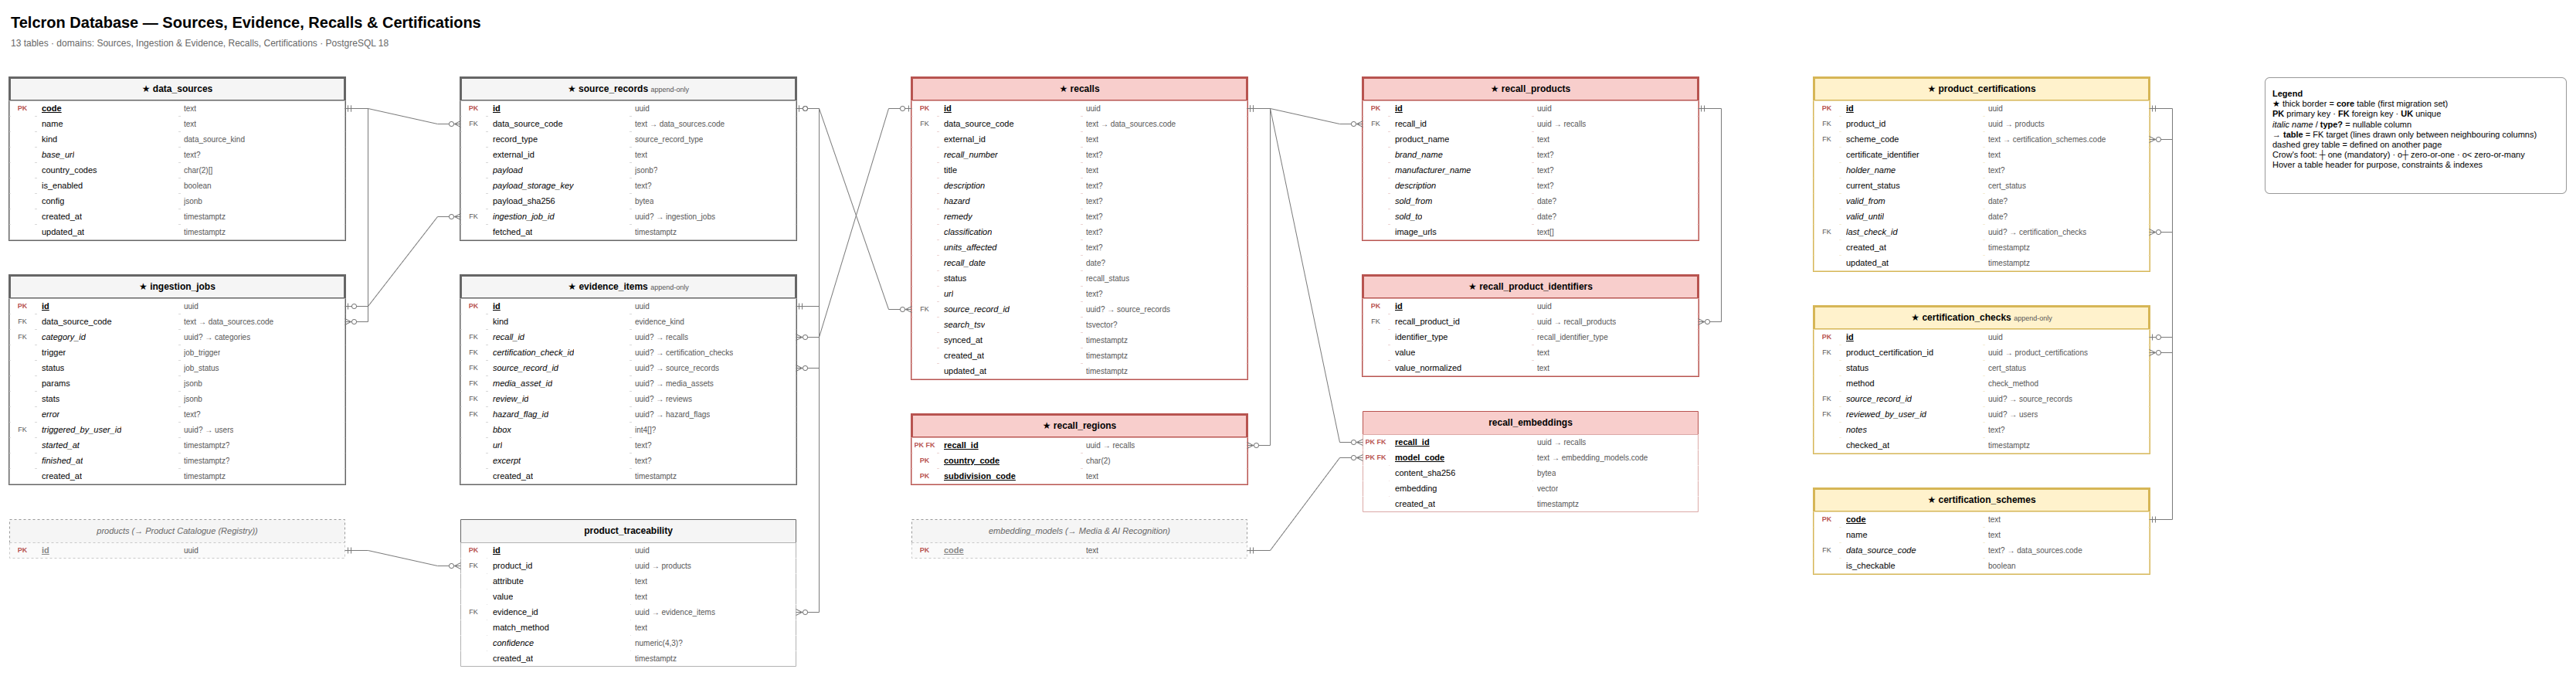 Telcron Database — Sources, Evidence, Recalls & Certifications
13 tables · domains: Sources, Ingestion & Evidence, Recalls, Certifications · PostgreSQL 18
★ data_sources
PK code text
name text
kind data_source_kind
base_url text?
country_codes char(2)[]
is_enabled boolean
config jsonb
created_at timestamptz
updated_at timestamptz
★ ingestion_jobs
PK id uuid
FK data_source_code text → data_sources.code
FK category_id uuid? → categories
trigger job_trigger
status job_status
params jsonb
stats jsonb
error text?
FK triggered_by_user_id uuid? → users
started_at timestamptz?
finished_at timestamptz?
created_at timestamptz
products (→ Product Catalogue (Registry))
PK id uuid
★ source_records append-only
PK id uuid
FK data_source_code text → data_sources.code
record_type source_record_type
external_id text
payload jsonb?
payload_storage_key text?
payload_sha256 bytea
FK ingestion_job_id uuid? → ingestion_jobs
fetched_at timestamptz
★ evidence_items append-only
PK id uuid
kind evidence_kind
FK recall_id uuid? → recalls
FK certification_check_id uuid? → certification_checks
FK source_record_id uuid? → source_records
FK media_asset_id uuid? → media_assets
FK review_id uuid? → reviews
FK hazard_flag_id uuid? → hazard_flags
bbox int4[]?
url text?
excerpt text?
created_at timestamptz
product_traceability
PK id uuid
FK product_id uuid → products
attribute text
value text
FK evidence_id uuid → evidence_items
match_method text
confidence numeric(4,3)?
created_at timestamptz
★ recalls
PK id uuid
FK data_source_code text → data_sources.code
external_id text
recall_number text?
title text
description text?
hazard text?
remedy text?
classification text?
units_affected text?
recall_date date?
status recall_status
url text?
FK source_record_id uuid? → source_records
search_tsv tsvector?
synced_at timestamptz
created_at timestamptz
updated_at timestamptz
★ recall_regions
PK FK recall_id uuid → recalls
PK country_code char(2)
PK subdivision_code text
embedding_models (→ Media & AI Recognition)
PK code text
★ recall_products
PK id uuid
FK recall_id uuid → recalls
product_name text
brand_name text?
manufacturer_name text?
description text?
sold_from date?
sold_to date?
image_urls text[]
★ recall_product_identifiers
PK id uuid
FK recall_product_id uuid → recall_products
identifier_type recall_identifier_type
value text
value_normalized text
recall_embeddings
PK FK recall_id uuid → recalls
PK FK model_code text → embedding_models.code
content_sha256 bytea
embedding vector
created_at timestamptz
★ product_certifications
PK id uuid
FK product_id uuid → products
FK scheme_code text → certification_schemes.code
certificate_identifier text
holder_name text?
current_status cert_status
valid_from date?
valid_until date?
FK last_check_id uuid? → certification_checks
created_at timestamptz
updated_at timestamptz
★ certification_checks append-only
PK id uuid
FK product_certification_id uuid → product_certifications
status cert_status
method check_method
FK source_record_id uuid? → source_records
FK reviewed_by_user_id uuid? → users
notes text?
checked_at timestamptz
★ certification_schemes
PK code text
name text
FK data_source_code text? → data_sources.code
is_checkable boolean
Legend
★ thick border = core table (first migration set)
PK primary key · FK foreign key · UK unique
italic name / type? = nullable column
→ table = FK target (lines drawn only between neighbouring columns)
dashed grey table = defined on another page
Crow's foot: ┼ one (mandatory) · o┼ zero-or-one · o< zero-or-many
Hover a table header for purpose, constraints & indexes